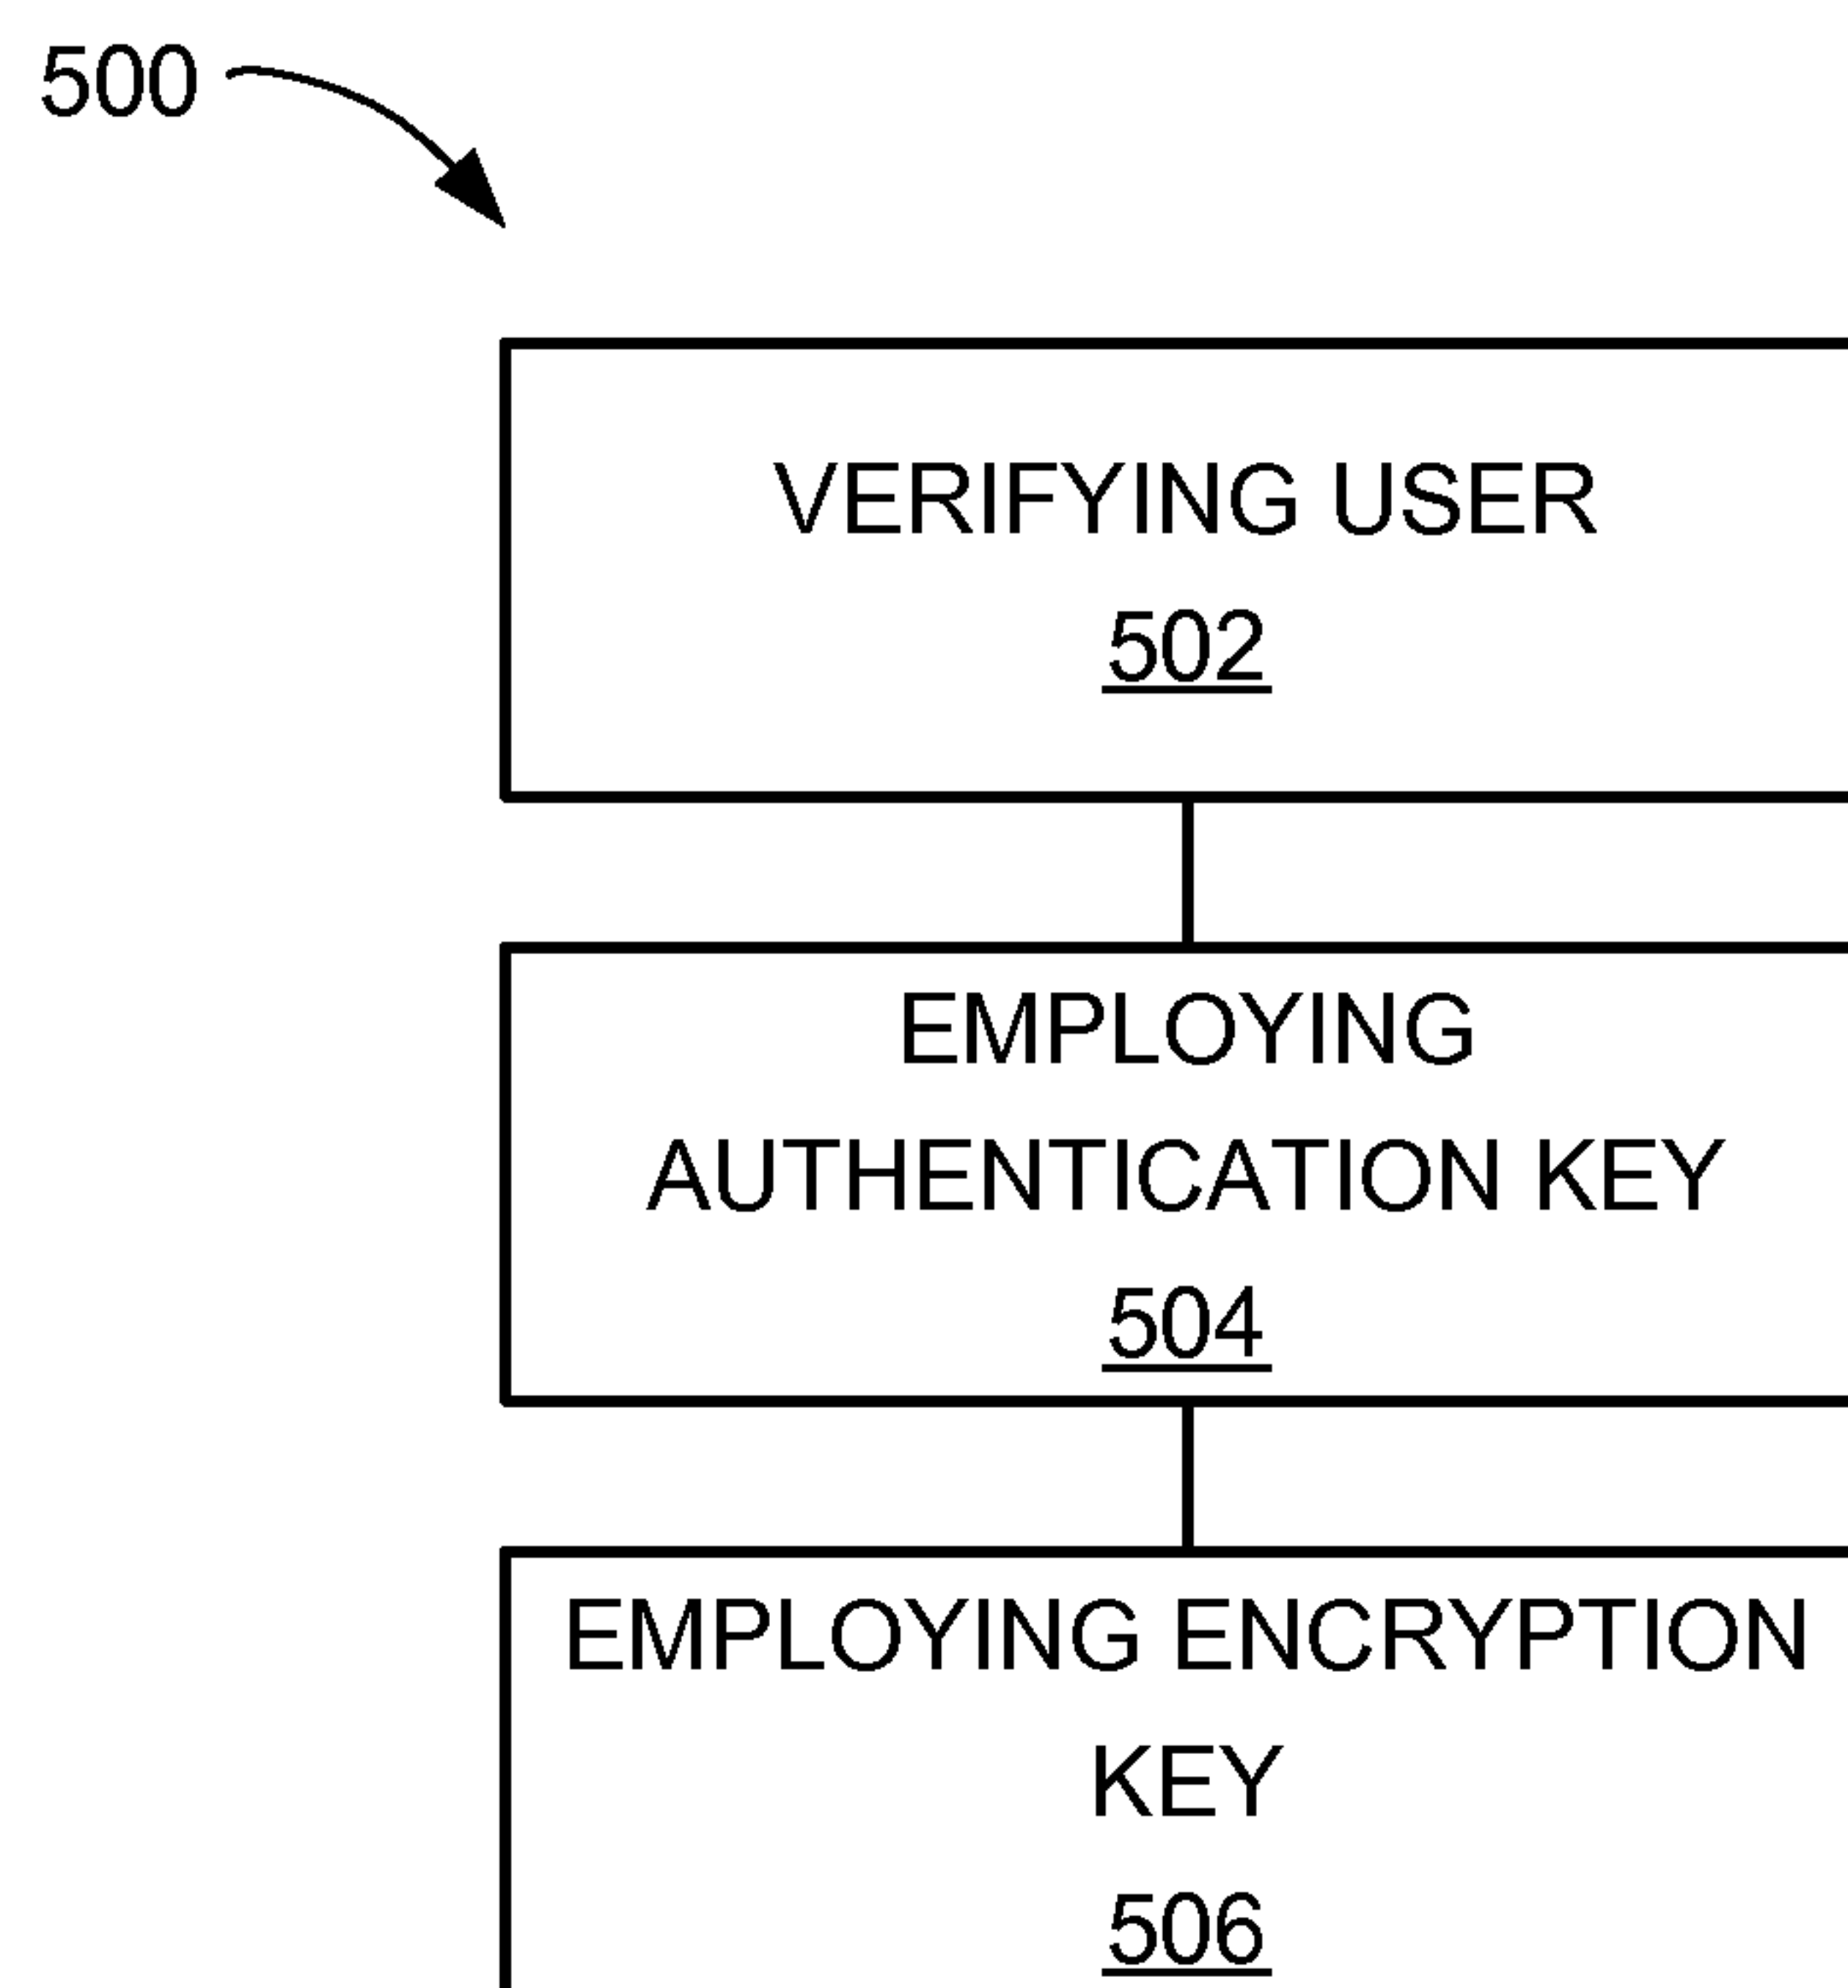 500
VERIFYING USER
502
EMPLOYING
AUTHENTICATION KEY
504
EMPLOYING ENCRYPTION
KEY
506